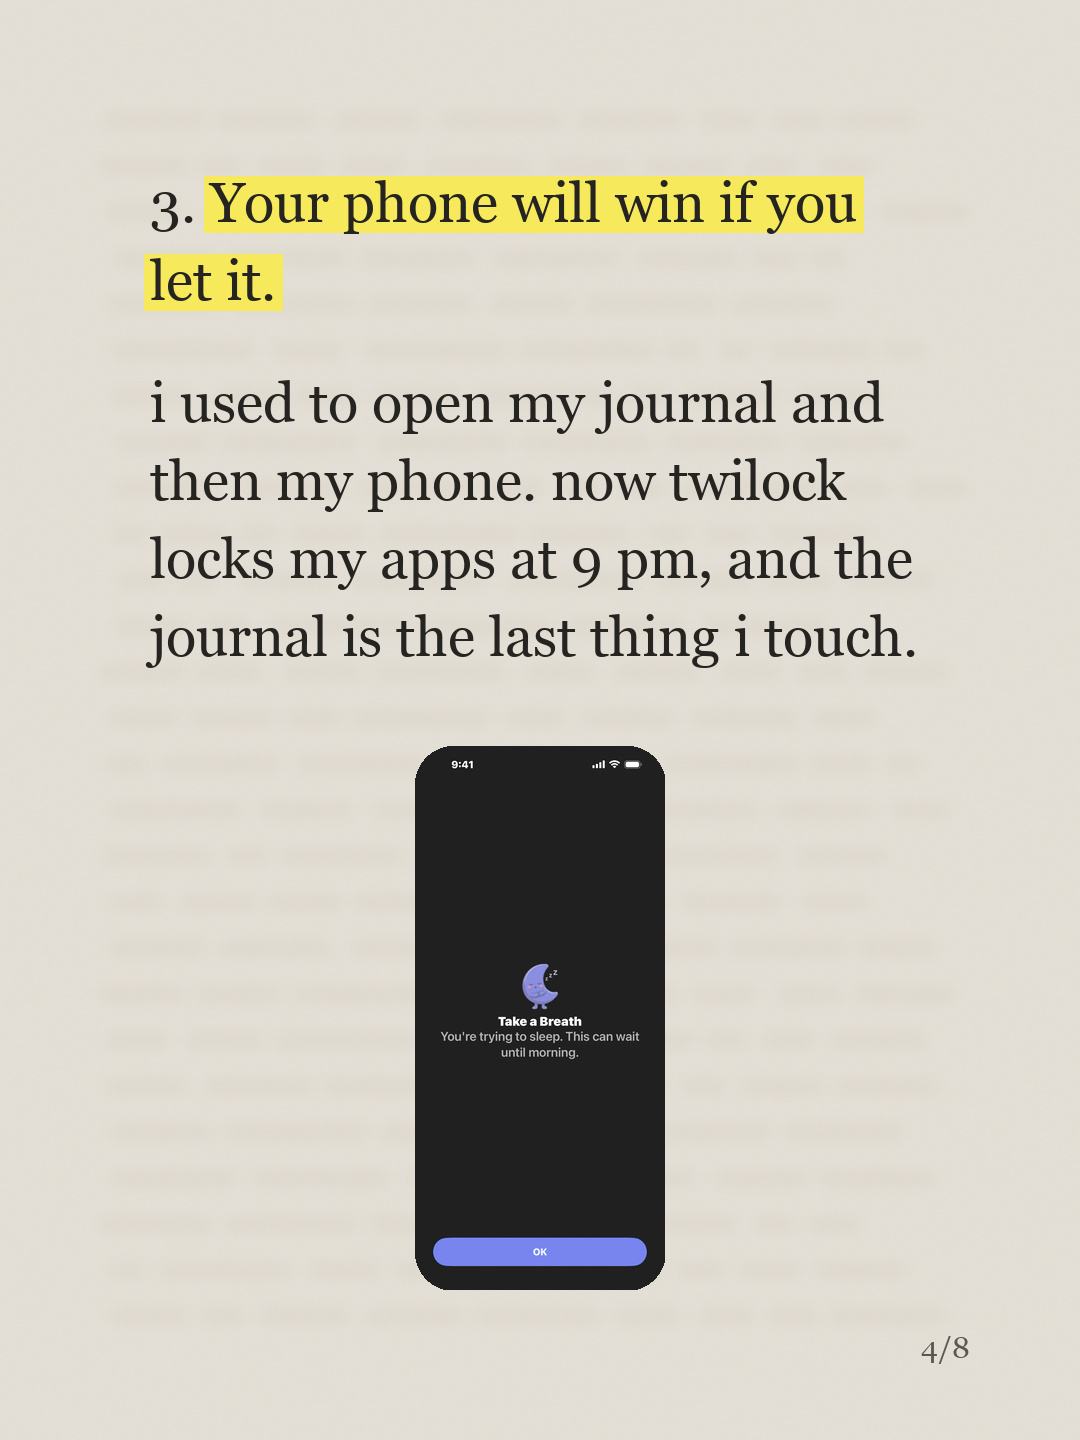 3. Your phone will win if you
let it.
i used to open my journal and
then my phone. now twilock
locks my apps at 9 pm, and the
journal is the last thing i touch.
9:41
z z z
Take a Breath
You're trying to sleep. This can wait
until morning.
OK
4/8